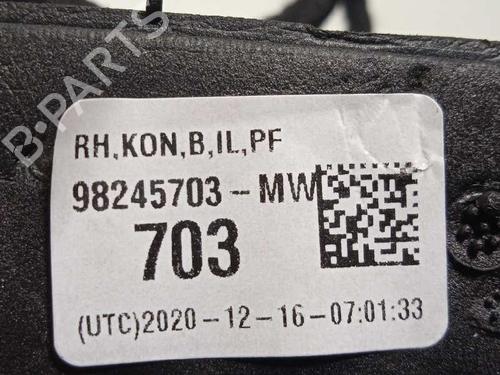 B-PARTS
RH,KON,B,IL,PF
98245703-MW
703
(UTC)2020-12-16-07:01:33